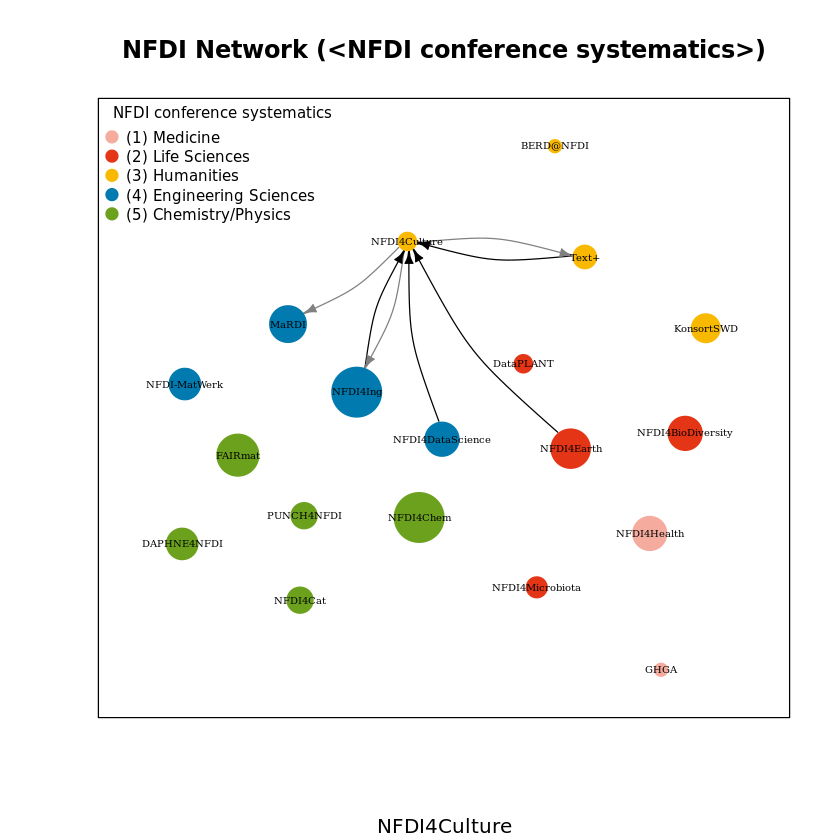 NFDI Network (<NFDI conference systematics>)
NFDI conference systematics
(1) Medicine
(2) Life Sciences
(3) Humanities
(4) Engineering Sciences
(5) Chemistry/Physics
BERD@NFDI
NFDI4Culture
Text+
MaRDI
KonsortSWD
DataPLANT
NFDI-MatWerk
NFDI4Ing
NFDI4DataScience
NFDI4Earth
NFDI4BioDiversity
FAIRmat
PUNCH4NFDI
NFDI4Chem
NFDI4Health
DAPHNE4NFDI
NFDI4Microbiota
NFDI4Cat
GHGA
NFDI4Culture